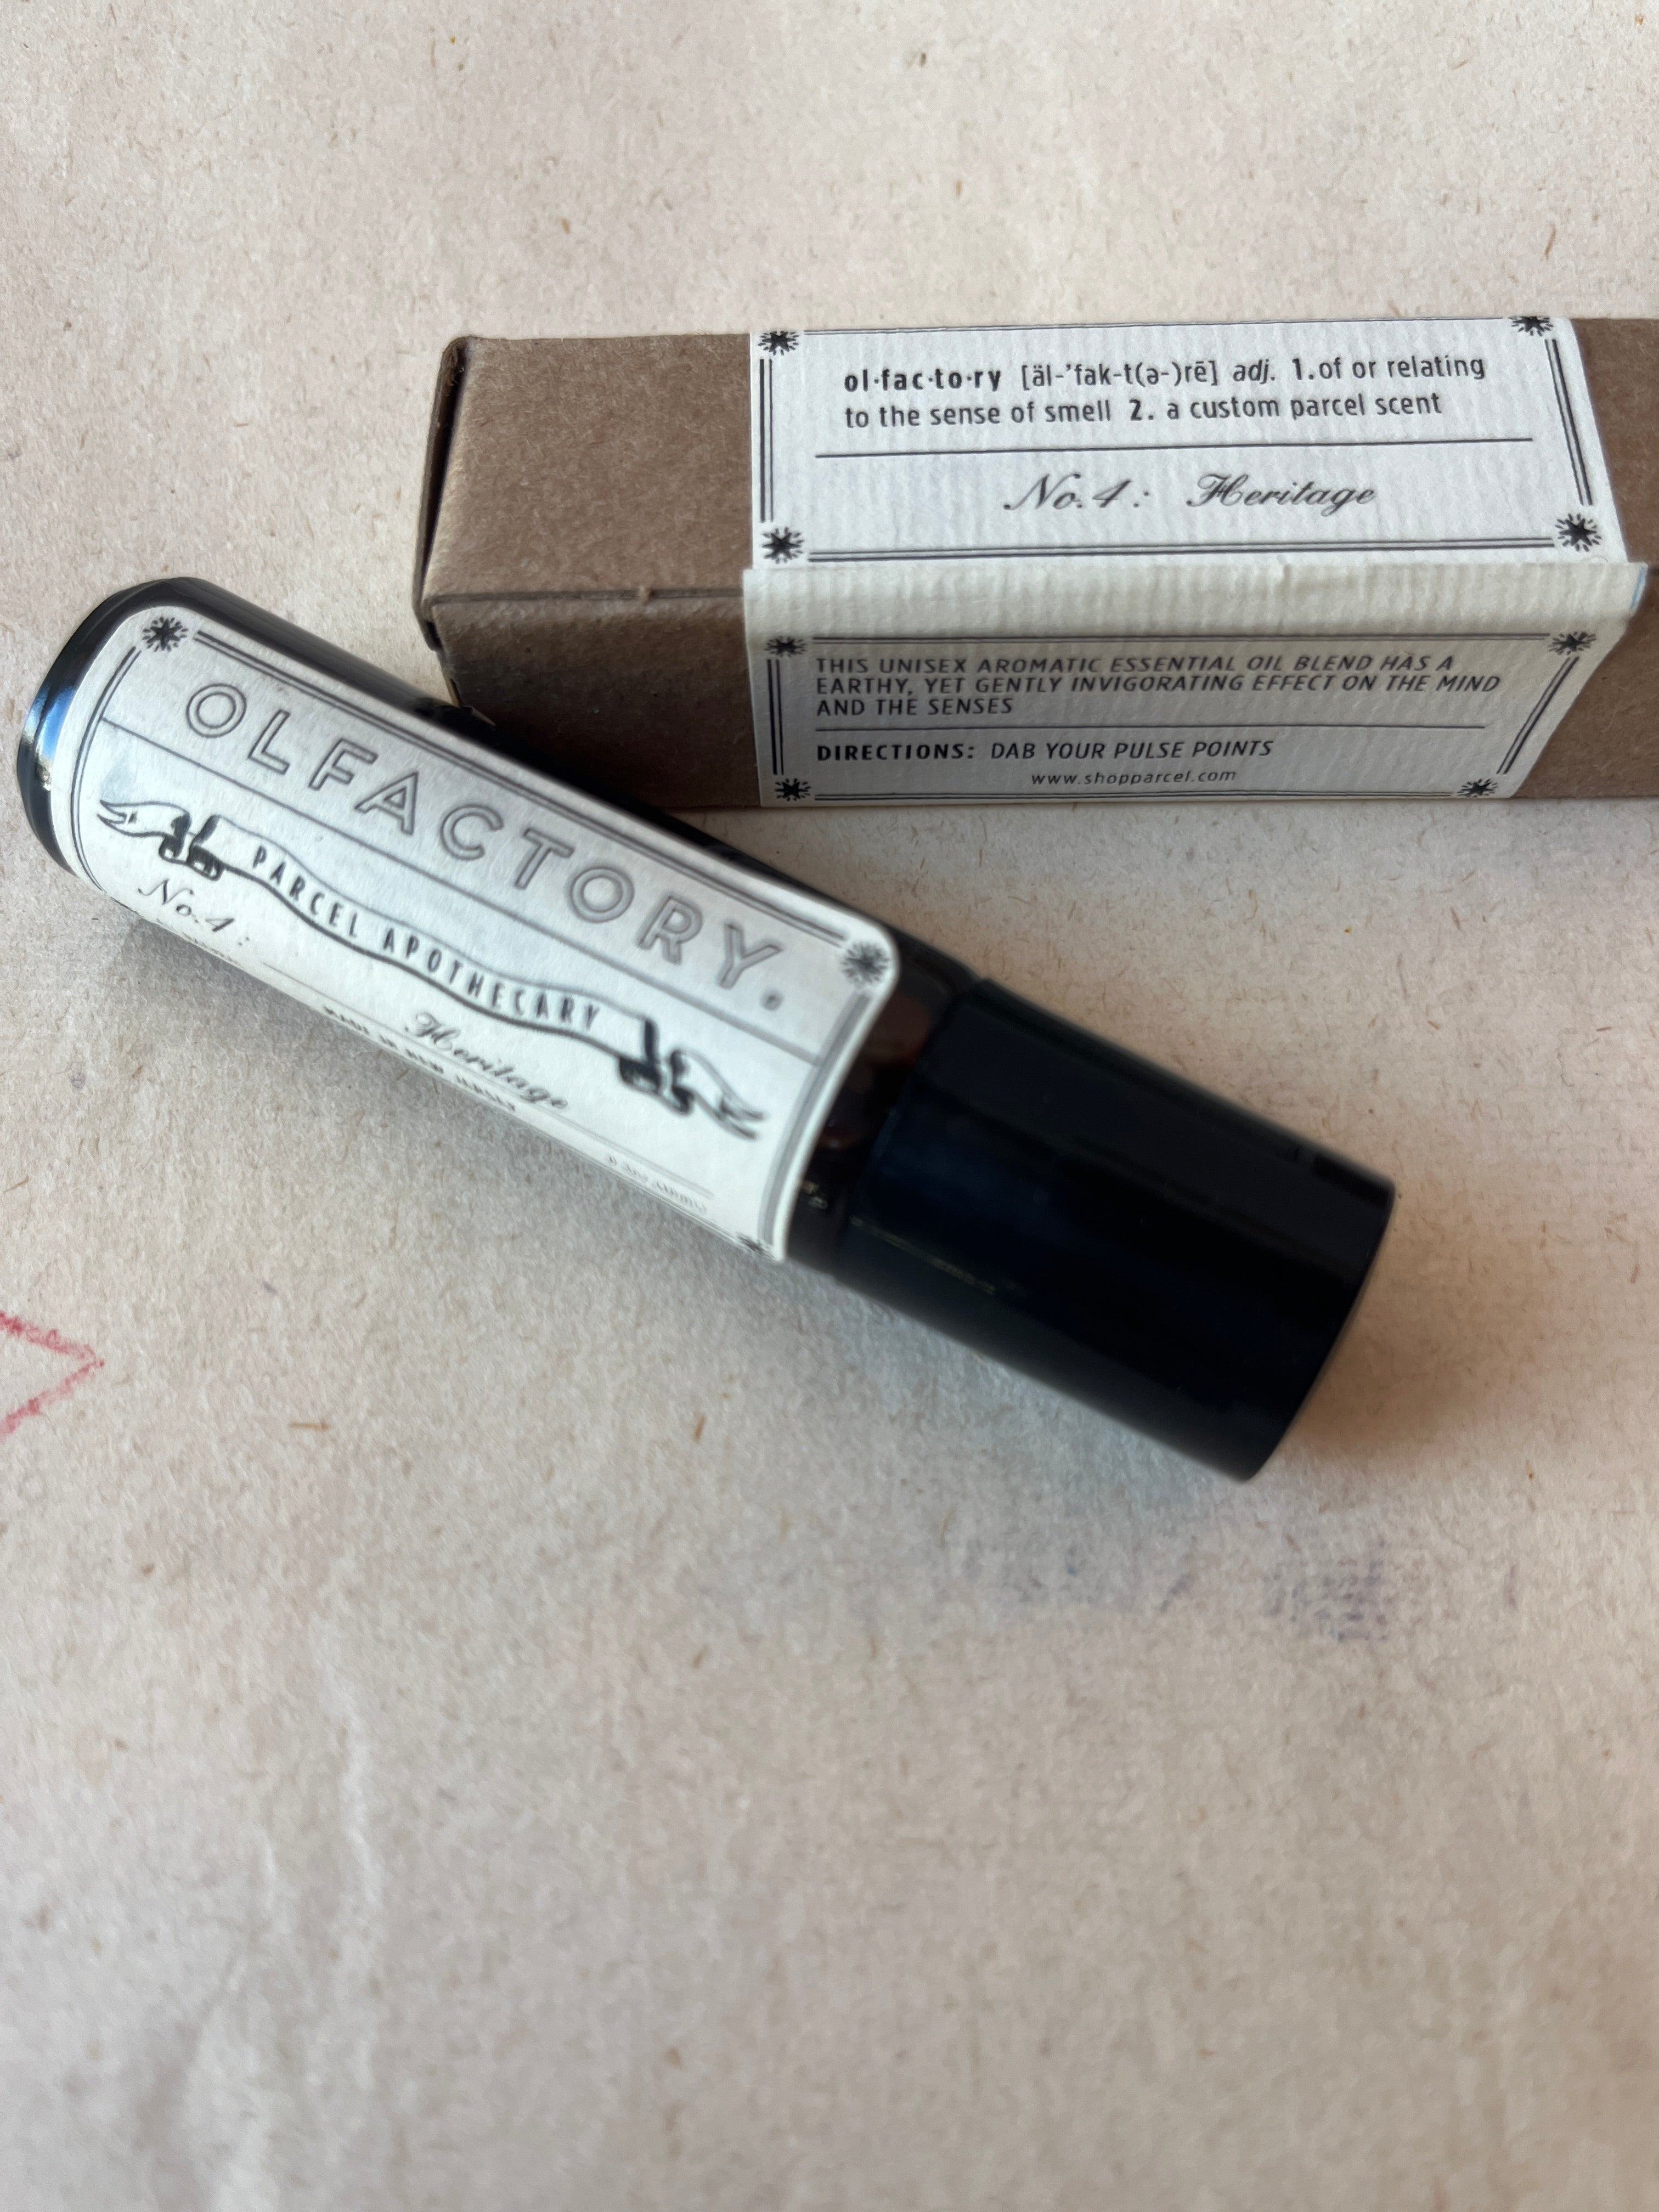 ol·fac·to·ry [äl-'fak-t(ə-)rē] adj. 1.of or relating
to the sense of smell 2. a custom parcel scent
No.4: Heritage
THIS UNISEX AROMATIC ESSENTIAL OIL BLEND HAS A
EARTHY, YET GENTLY INVIGORATING EFFECT ON THE MIND
AND THE SENSES
DIRECTIONS: DAB YOUR PULSE POINTS
www.shopparcel.com
OLFACTORY.
PARCEL APOTHECARY
No.4: Heritage